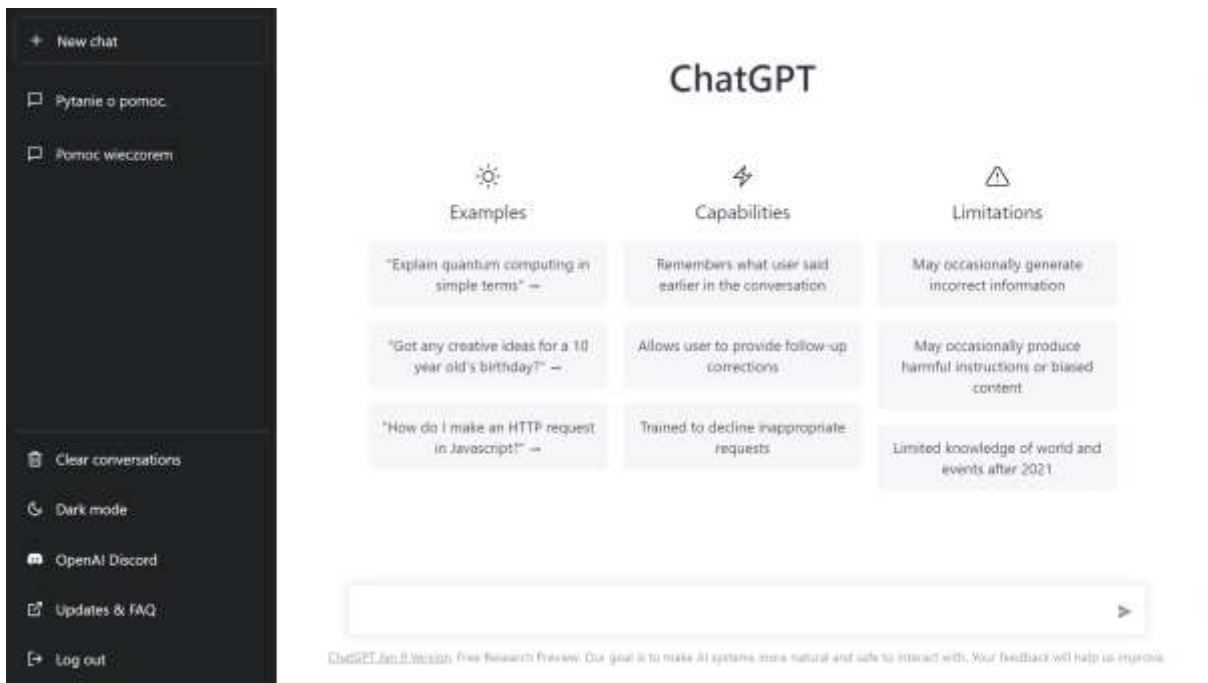 New chat
Pytanie o pomoc.
Pomoc wieczorem
Clear conversations
Dark mode
OpenAI Discord
Updates & FAQ
Log out
ChatGPT
Examples
"Explain quantum computing in
simple terms" →
"Got any creative ideas for a 10
year old's birthday?" →
"How do I make an HTTP request
in Javascript?" →
Capabilities
Remembers what user said
earlier in the conversation
Allows user to provide follow-up
corrections
Trained to decline inappropriate
requests
Limitations
May occasionally generate
incorrect information
May occasionally produce
harmful instructions or biased
content
Limited knowledge of world and
events after 2021
ChatGPT Jan 9 Version. Free Research Preview. Our goal is to make AI systems more natural and safe to interact with. Your feedback will help us improve.